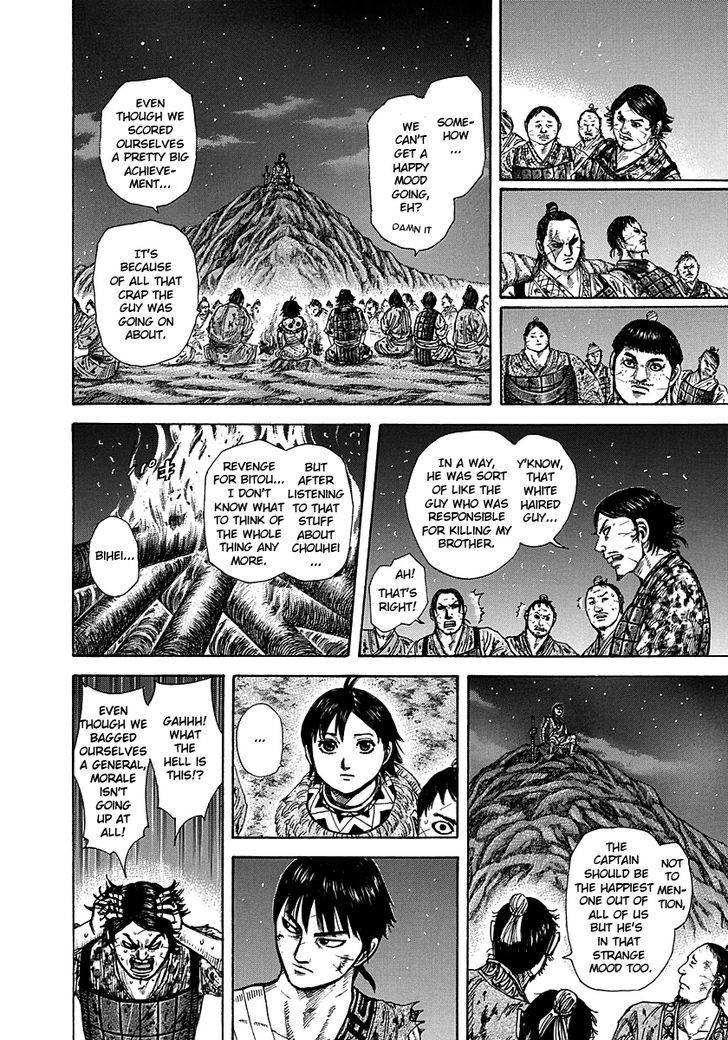 SOME-
HOW
...
WE
CAN'T
GET A
HAPPY
MOOD
GOING,
EH?
DAMN IT
EVEN
THOUGH WE
SCORED
OURSELVES
A PRETTY BIG
ACHIEVE-
MENT...
IT'S
BECAUSE
OF ALL THAT
CRAP THE
GUY WAS
GOING ON
ABOUT.
Y'KNOW,
THAT
WHITE
HAIRED
GUY...
IN A WAY,
HE WAS SORT
OF LIKE THE
GUY WHO WAS
RESPONSIBLE
FOR KILLING MY
BROTHER.
AH!
THAT'S
RIGHT!
BUT
AFTER
LISTENING
TO THAT
STUFF
ABOUT
CHOUHEI
...
REVENGE
FOR BITOU...
I DON'T
KNOW WHAT
TO THINK OF
THE WHOLE
THING ANY
MORE.
BIHEI...
NOT
TO
MEN-
TION,
THE
CAPTAIN
SHOULD BE
THE HAPPIEST
ONE OUT OF
ALL OF US
BUT HE'S
IN THAT
STRANGE
MOOD TOO.
...
GAHHH!
WHAT
THE HELL
IS THIS!?
EVEN
THOUGH WE
BAGGED
OURSELVES
A GENERAL,
MORALE
ISN'T
GOING
UP AT
ALL!